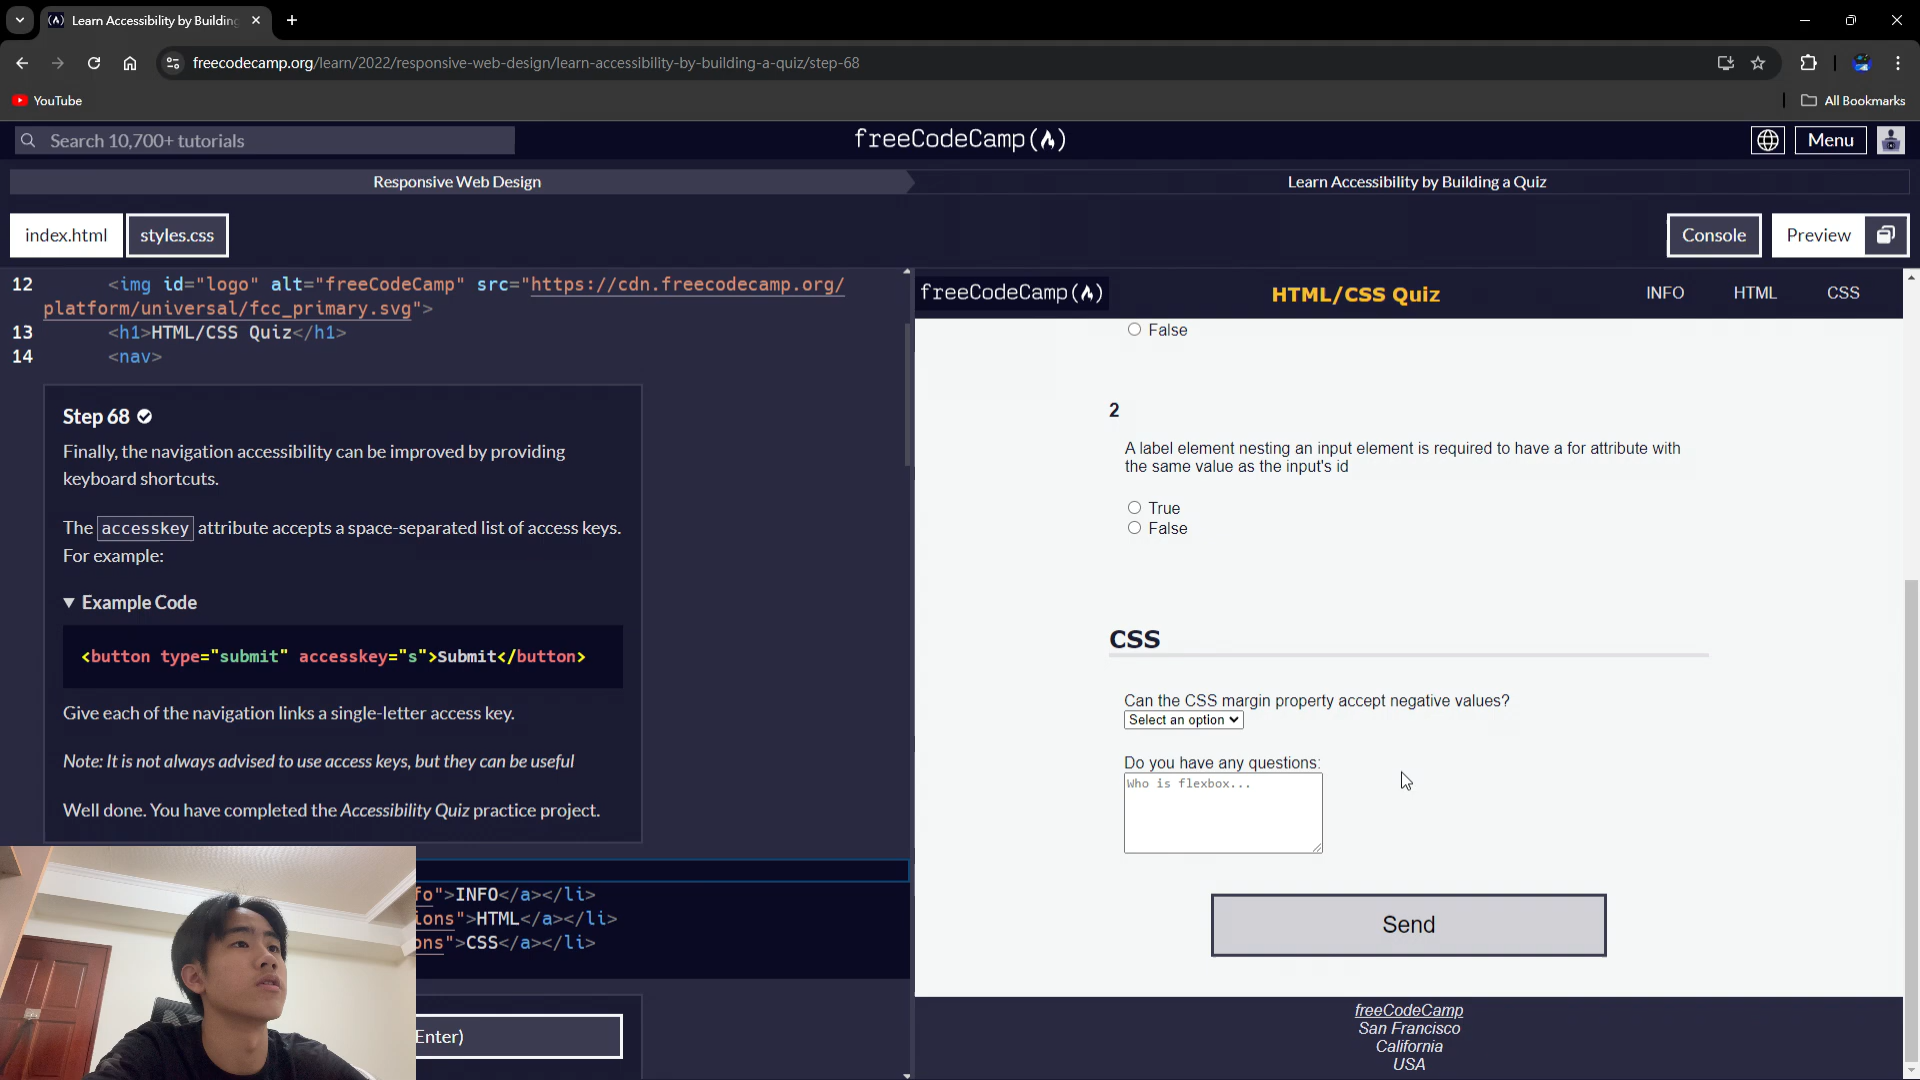 Learn Accessibility by Building
freecodecamp.org/learn/2022/responsive-web-design/learn-accessibility-by-building-a-quiz/step-68
YouTube
All Bookmarks
Search 10,700+ tutorials
freeCodeCamp
Menu
Responsive Web Design
Learn Accessibility by Building a Quiz
index.html
styles.css
Console
Preview
12 <img id="logo" alt="freeCodeCamp" src="https://cdn.freecodecamp.org/
platform/universal/fcc_primary.svg">
13 <h1>HTML/CSS Quiz</h1>
14 <nav>
Step 68
Finally, the navigation accessibility can be improved by providing
keyboard shortcuts.
The accesskey attribute accepts a space-separated list of access keys.
For example:
Example Code
<button type="submit" accesskey="s">Submit</button>
Give each of the navigation links a single-letter access key.
Note: It is not always advised to use access keys, but they can be useful
Well done. You have completed the Accessibility Quiz practice project.
fo">INFO</a></li>
ions">HTML</a></li>
ons">CSS</a></li>
Enter)
freeCodeCamp
HTML/CSS Quiz
INFO
HTML
CSS
False
2
A label element nesting an input element is required to have a for attribute with
the same value as the input's id
True
False
CSS
Can the CSS margin property accept negative values?
Select an option
Do you have any questions:
Who is flexbox...
Send
freeCodeCamp
San Francisco
California
USA